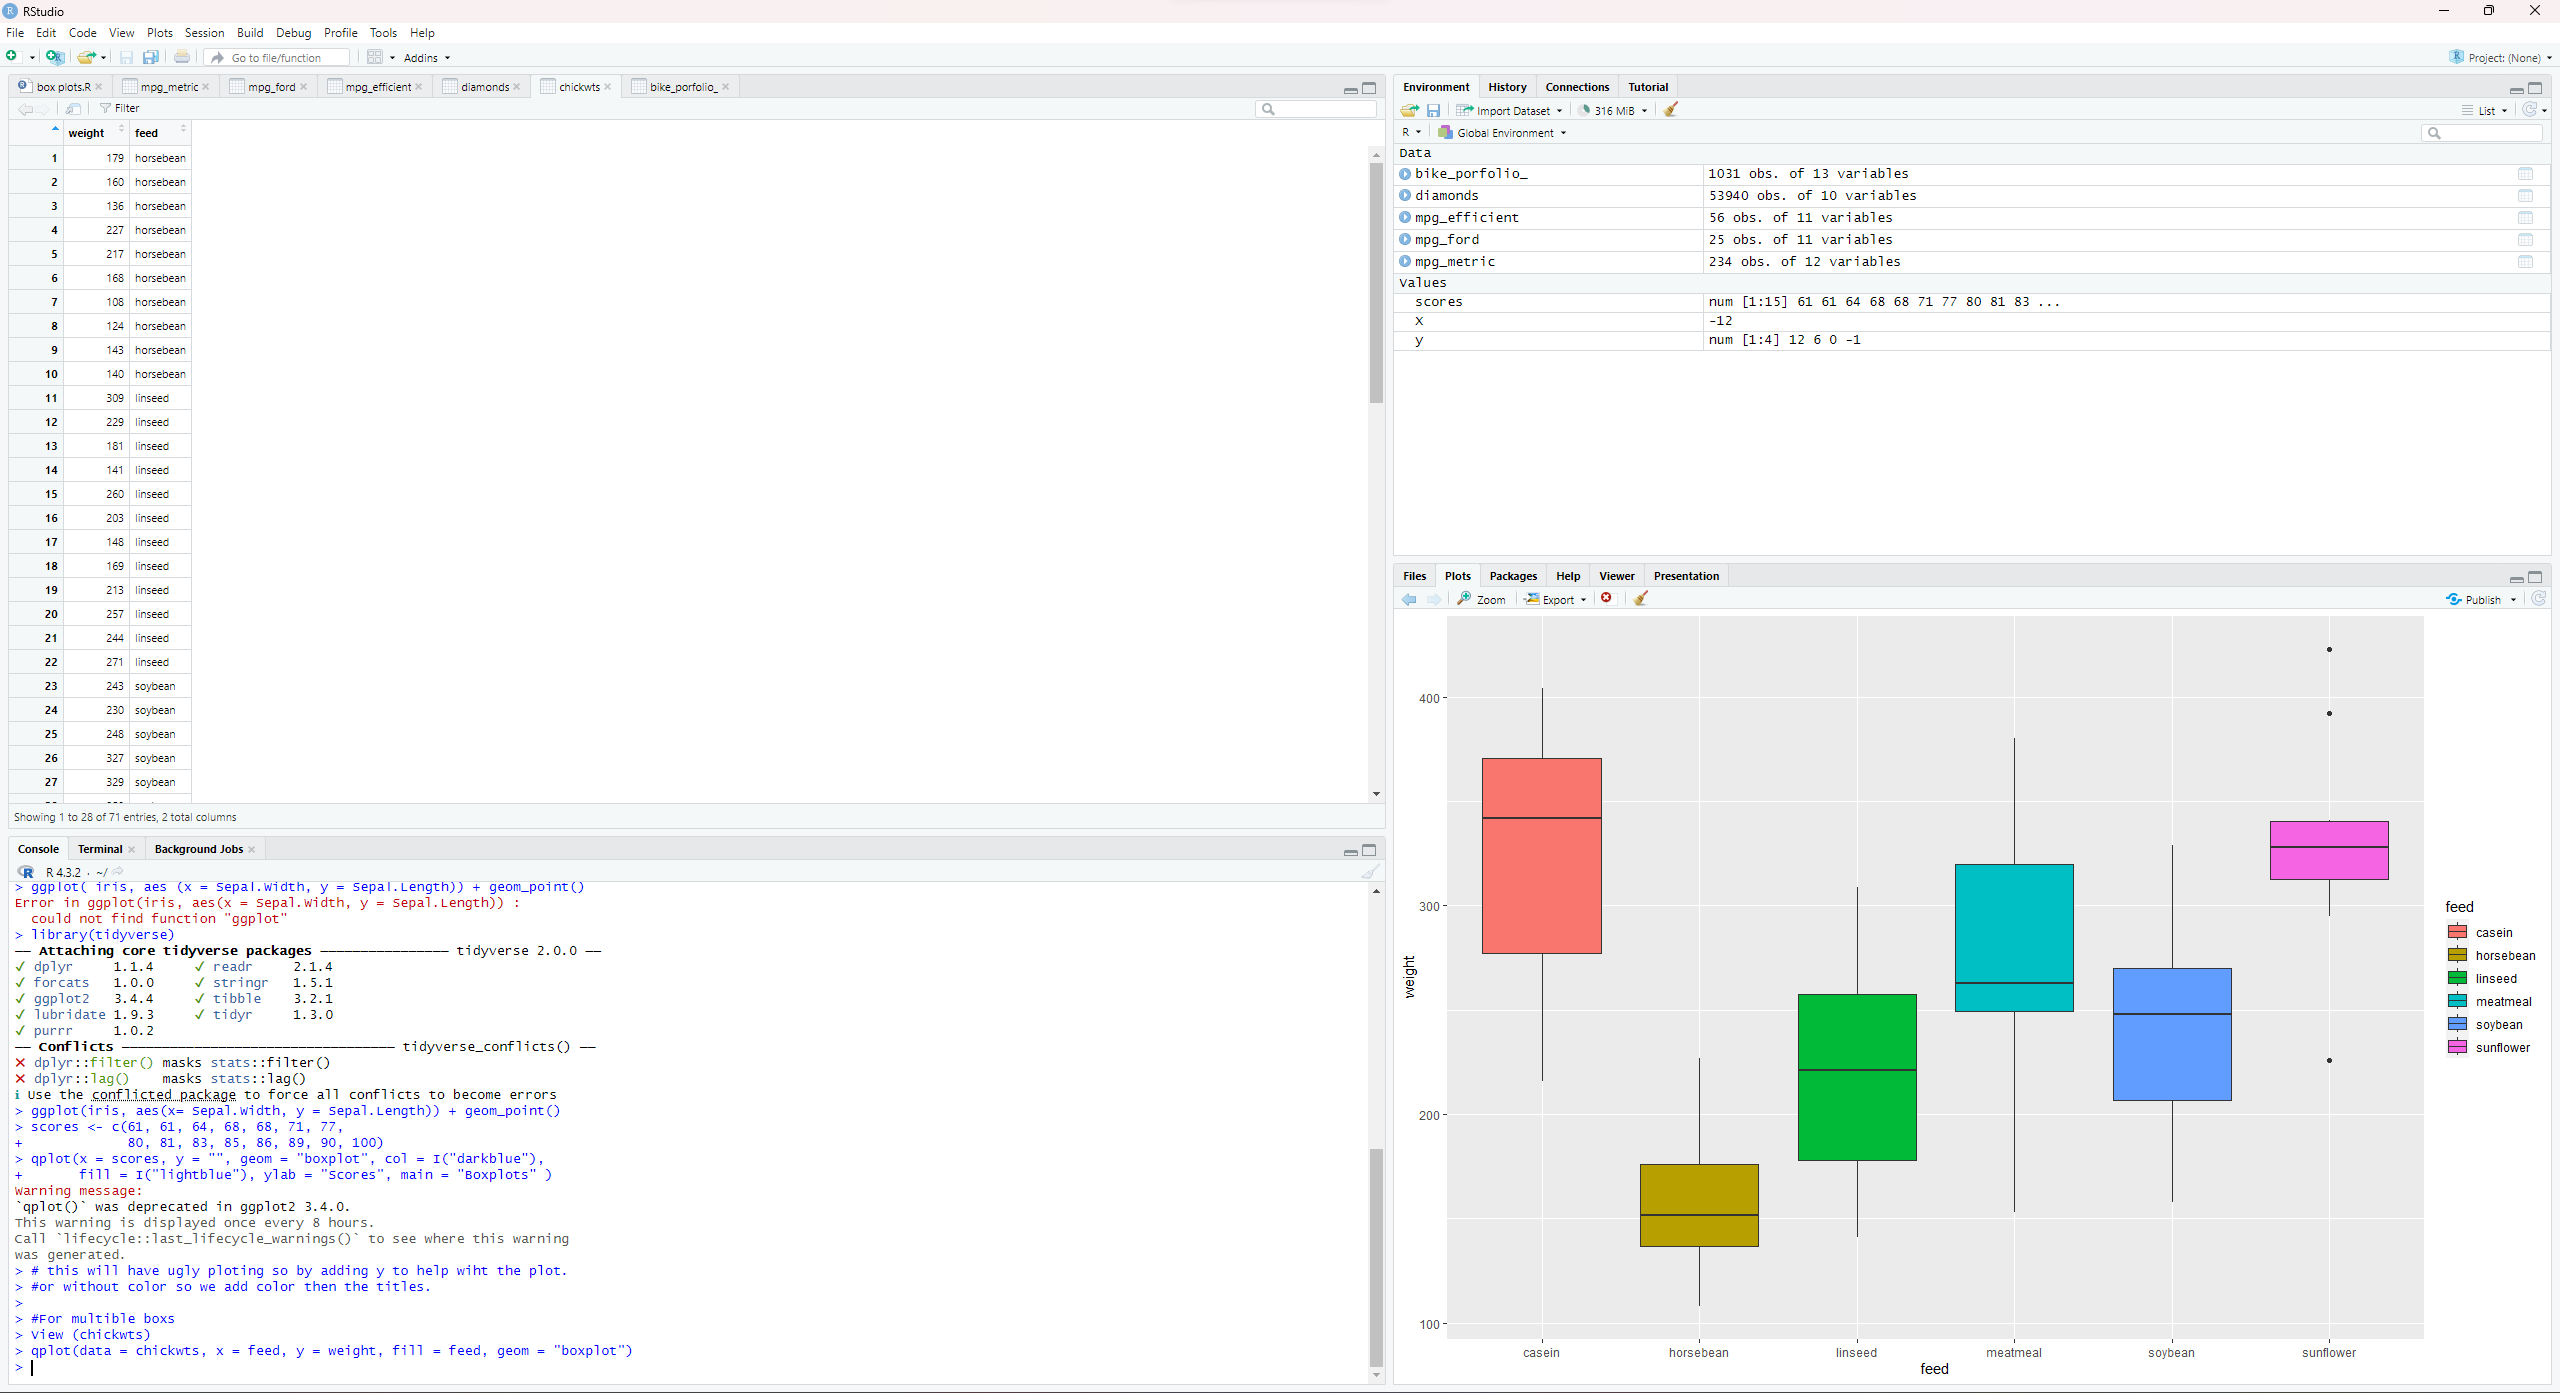 RStudio
File Edit Code View Plots Session Build Debug Profile Tools Help
Go to file/function Addins Project: (None)
box plots.R mpg_metric mpg_ford mpg_efficient diamonds chickwts bike_porfolio_
Filter
weight feed
1 179 horsebean
2 160 horsebean
3 136 horsebean
4 227 horsebean
5 217 horsebean
6 168 horsebean
7 108 horsebean
8 124 horsebean
9 143 horsebean
10 140 horsebean
11 309 linseed
12 229 linseed
13 181 linseed
14 141 linseed
15 260 linseed
16 203 linseed
17 148 linseed
18 169 linseed
19 213 linseed
20 257 linseed
21 244 linseed
22 271 linseed
23 243 soybean
24 230 soybean
25 248 soybean
26 327 soybean
27 329 soybean
Showing 1 to 28 of 71 entries, 2 total columns
Console Terminal Background Jobs
R 4.3.2 · ~/
> ggplot( iris, aes (x = Sepal.Width, y = Sepal.Length)) + geom_point()
Error in ggplot(iris, aes(x = Sepal.Width, y = Sepal.Length)) :
could not find function "ggplot"
> library(tidyverse)
── Attaching core tidyverse packages ──────────────── tidyverse 2.0.0 ──
✓ dplyr 1.1.4 ✓ readr 2.1.4
✓ forcats 1.0.0 ✓ stringr 1.5.1
✓ ggplot2 3.4.4 ✓ tibble 3.2.1
✓ lubridate 1.9.3 ✓ tidyr 1.3.0
✓ purrr 1.0.2
── Conflicts ────────────────────────────────── tidyverse_conflicts() ──
✕ dplyr::filter() masks stats::filter()
✕ dplyr::lag() masks stats::lag()
ℹ Use the conflicted package to force all conflicts to become errors
> ggplot(iris, aes(x= Sepal.Width, y = Sepal.Length)) + geom_point()
> scores <- c(61, 61, 64, 68, 68, 71, 77,
+ 80, 81, 83, 85, 86, 89, 90, 100)
> qplot(x = scores, y = "", geom = "boxplot", col = I("darkblue"),
+ fill = I("lightblue"), ylab = "Scores", main = "Boxplots" )
Warning message:
`qplot()` was deprecated in ggplot2 3.4.0.
This warning is displayed once every 8 hours.
Call `lifecycle::last_lifecycle_warnings()` to see where this warning
was generated.
> # this will have ugly ploting so by adding y to help wiht the plot.
> #or without color so we add color then the titles.
>
> #For multible boxs
> View (chickwts)
> qplot(data = chickwts, x = feed, y = weight, fill = feed, geom = "boxplot")
>
Environment History Connections Tutorial
Import Dataset 316 MiB List
R Global Environment
Data
bike_porfolio_ 1031 obs. of 13 variables
diamonds 53940 obs. of 10 variables
mpg_efficient 56 obs. of 11 variables
mpg_ford 25 obs. of 11 variables
mpg_metric 234 obs. of 12 variables
Values
scores num [1:15] 61 61 64 68 68 71 77 80 81 83 ...
x -12
y num [1:4] 12 6 0 -1
Files Plots Packages Help Viewer Presentation
Zoom Export Publish
400
300
200
100
weight
casein horsebean linseed meatmeal soybean sunflower
feed
feed
casein
horsebean
linseed
meatmeal
soybean
sunflower